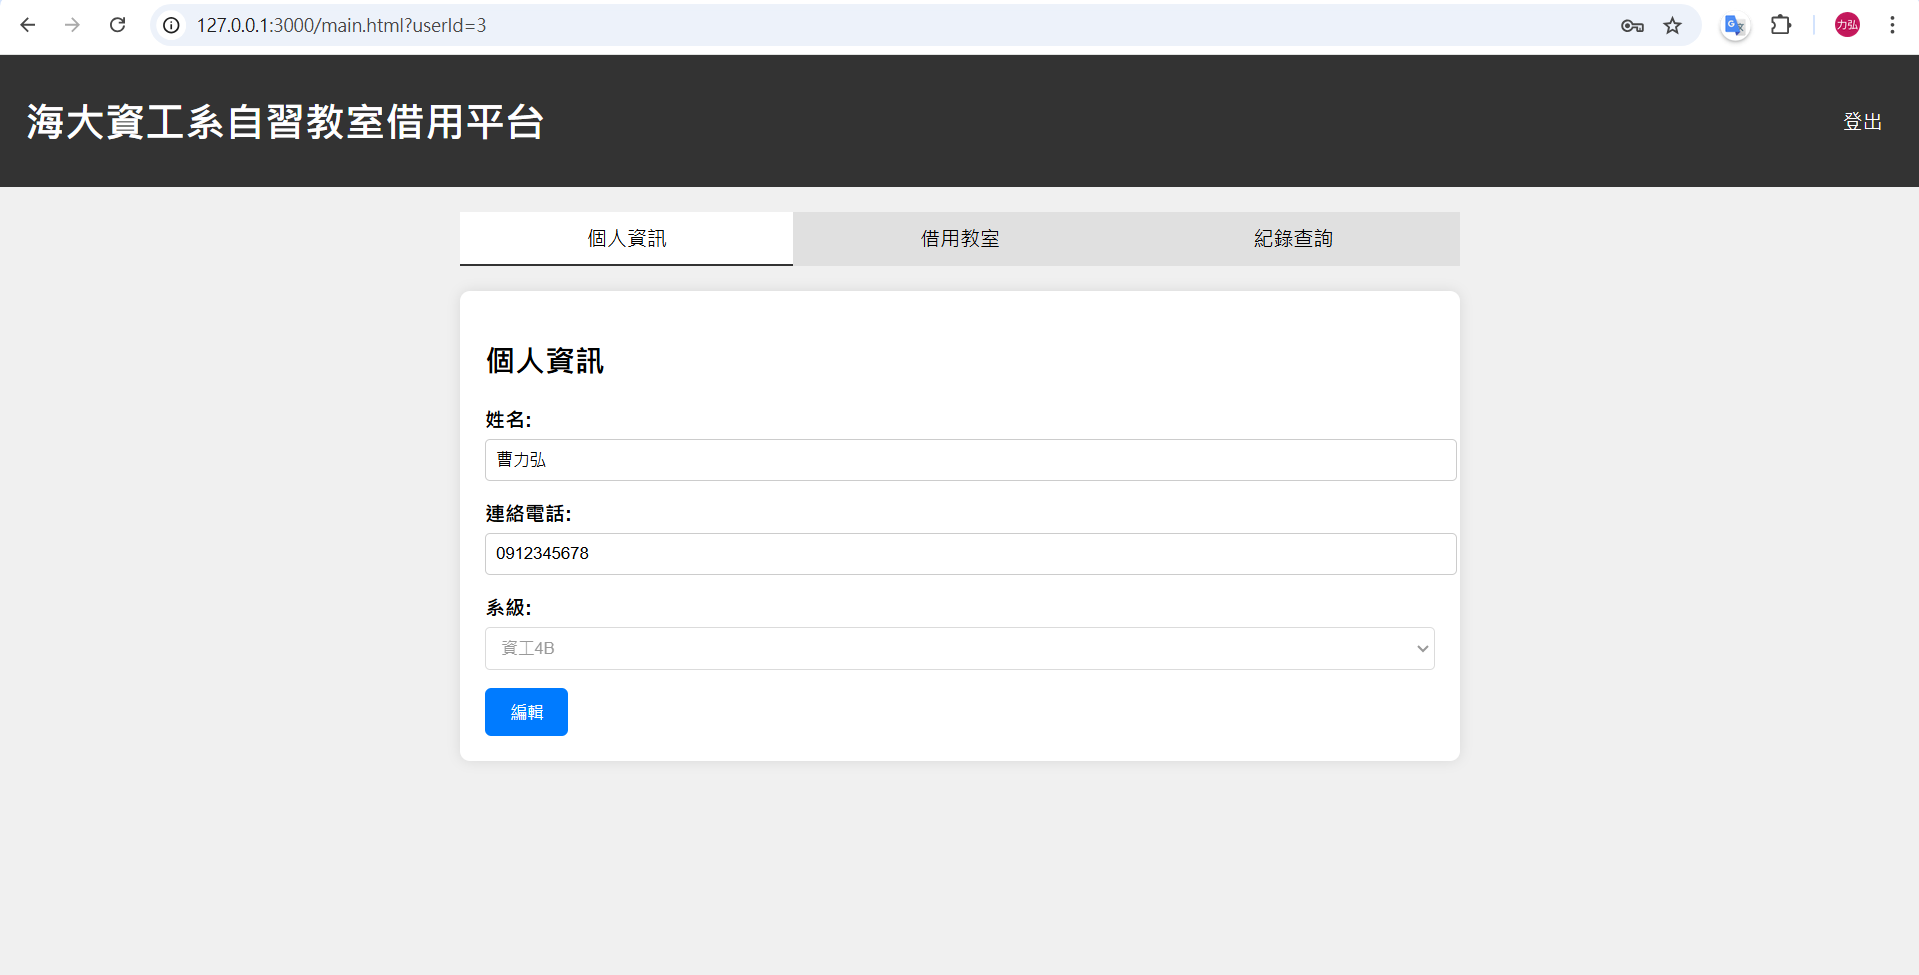 127.0.0.1:3000/main.html?userId=3
力弘
海大資工系自習教室借用平台
登出
個人資訊 借用教室 紀錄查詢
個人資訊
姓名:
曹力弘
連絡電話:
0912345678
系級:
資工4B
編輯